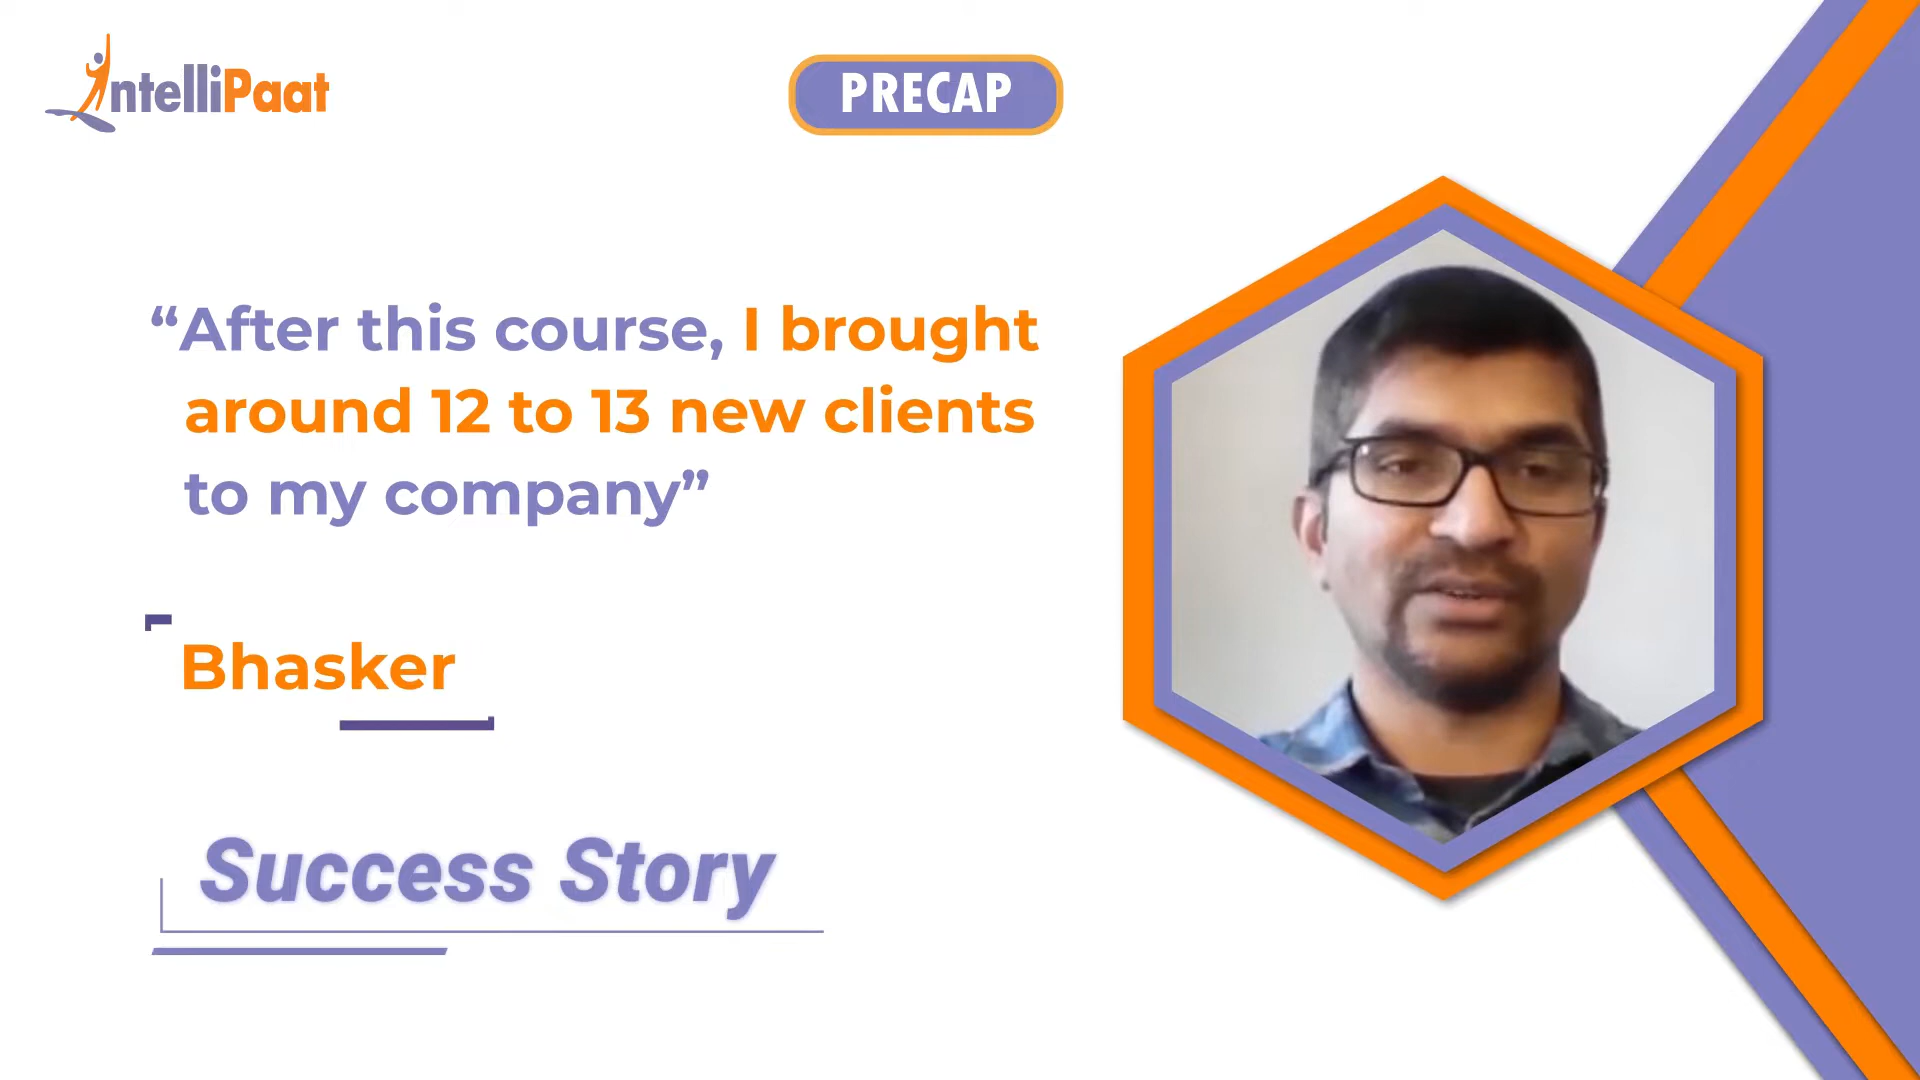 IntelliPaat
PRECAP
“After this course, I brought
around 12 to 13 new clients
to my company”
Bhasker
Success Story